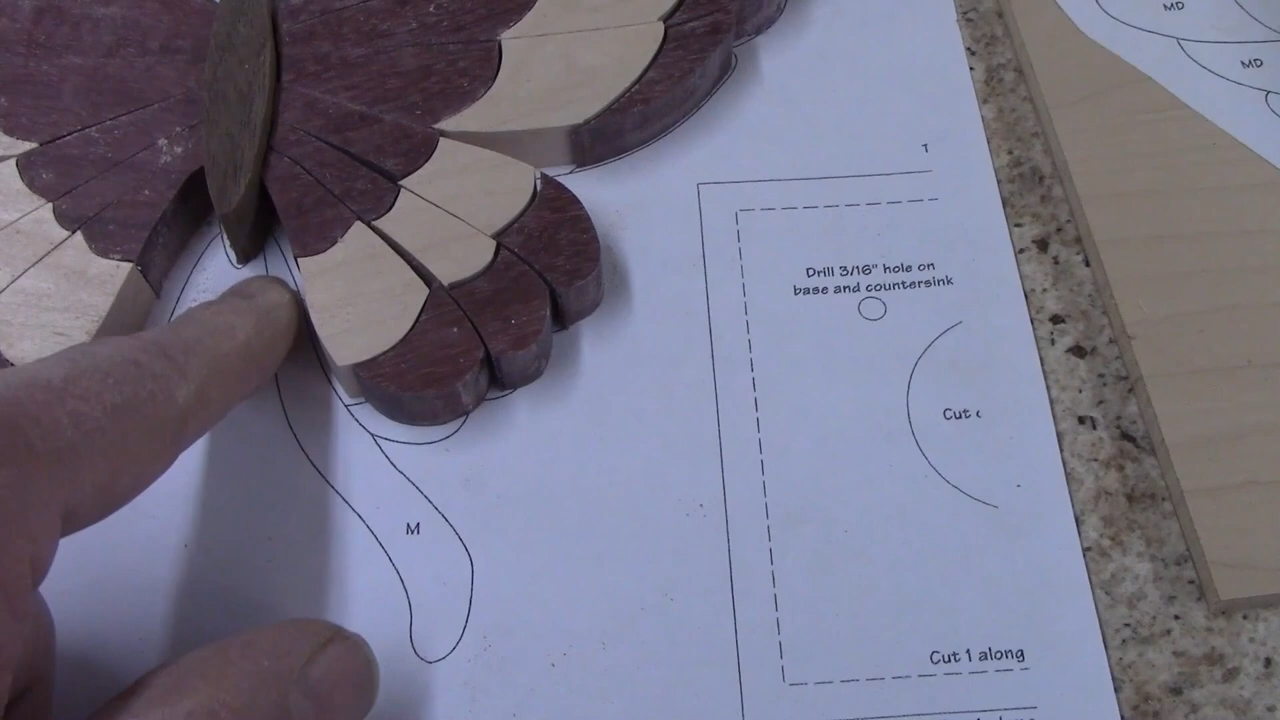 MD
MD
Drill 3/16" hole on
base and countersink
Cut
M
Cut 1 along